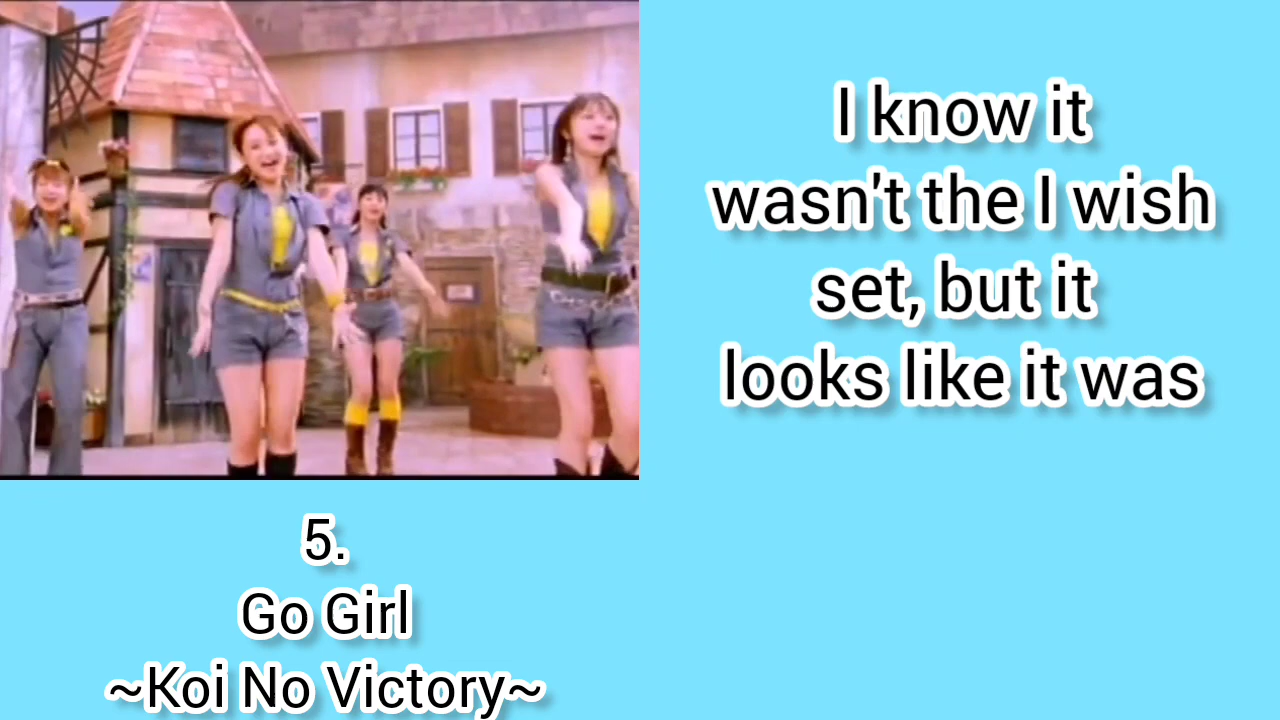 I know it
wasn't the I wish
set, but it
looks like it was
5.
Go Girl
~Koi No Victory~